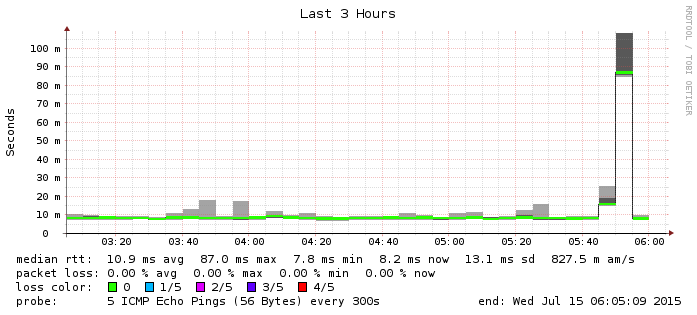 Last 3 Hours
RRDTOOL / TOBI OETIKER
Seconds
100 m
90 m
80 m
70 m
60 m
50 m
40 m
30 m
20 m
10 m
0
03:20 03:40 04:00 04:20 04:40 05:00 05:20 05:40 06:00
median rtt: 10.9 ms avg 87.0 ms max 7.8 ms min 8.2 ms now 13.1 ms sd 827.5 m am/s
packet loss: 0.00 % avg 0.00 % max 0.00 % min 0.00 % now
loss color: 0 1/5 2/5 3/5 4/5
probe: 5 ICMP Echo Pings (56 Bytes) every 300s end: Wed Jul 15 06:05:09 2015